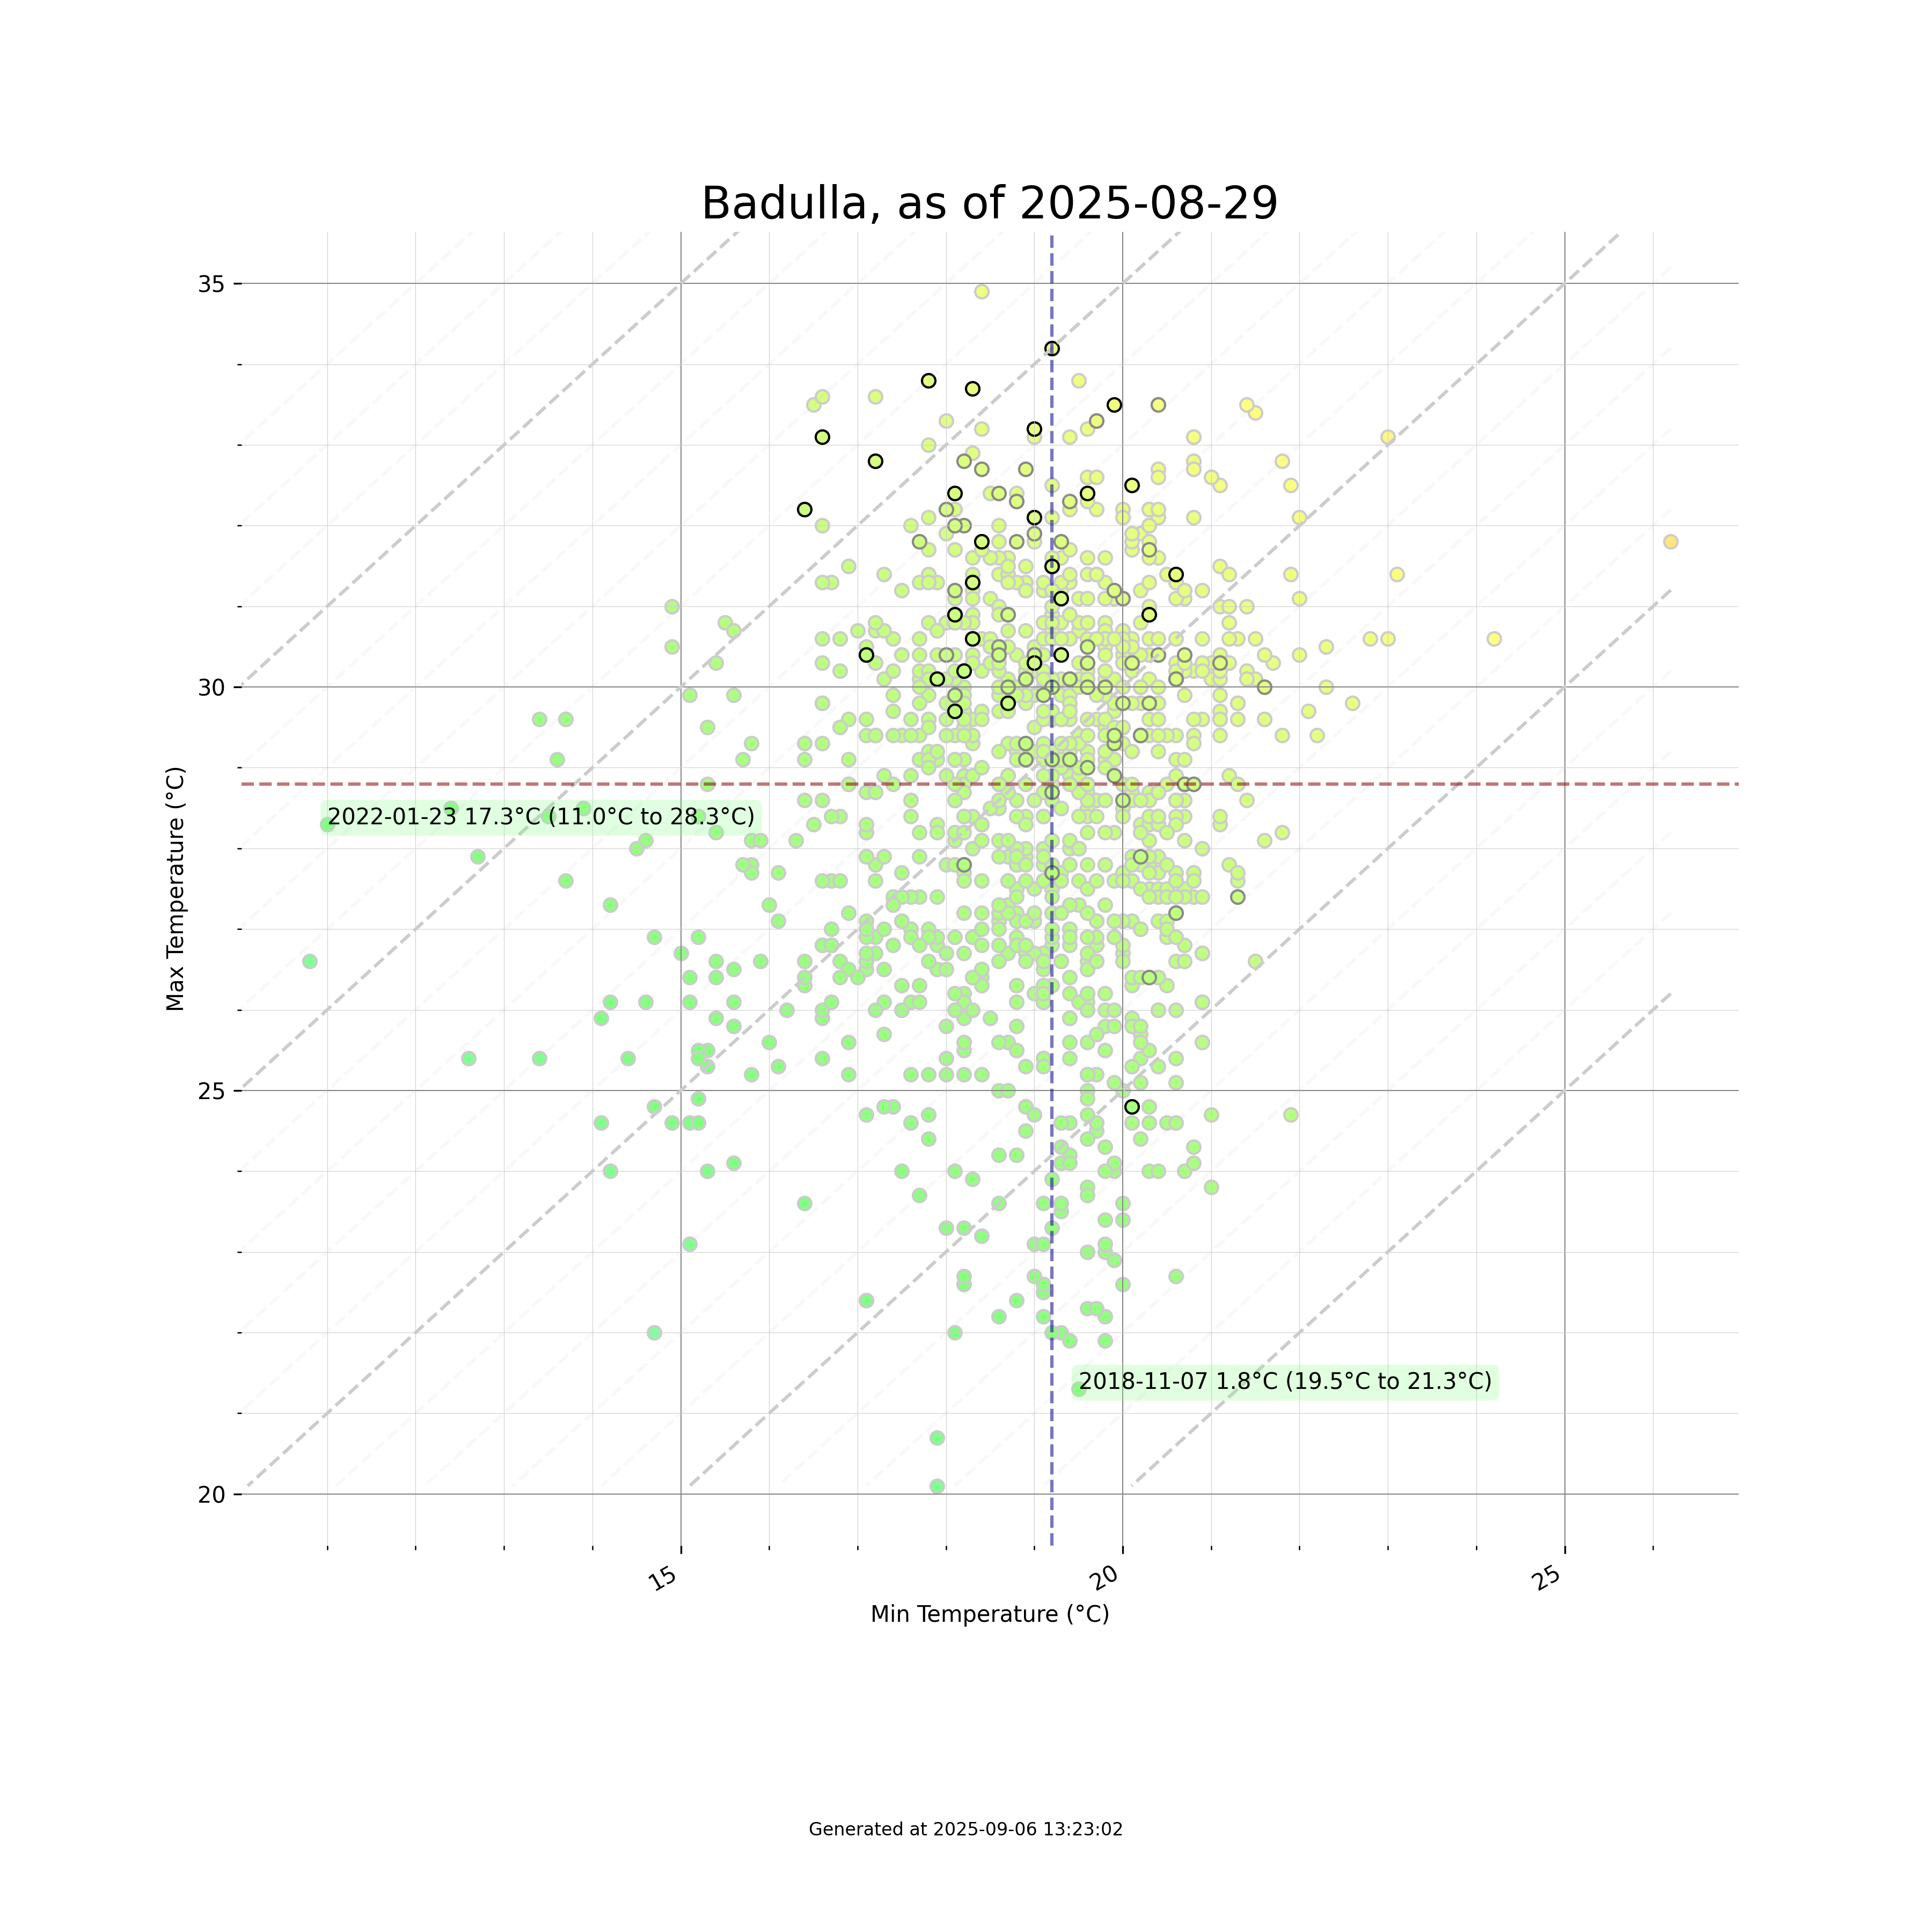 Badulla, as of 2025-08-29
35
30
25
20
Max Temperature (°C)
2022-01-23 17.3°C (11.0°C to 28.3°C)
2018-11-07 1.8°C (19.5°C to 21.3°C)
15
20
25
Min Temperature (°C)
Generated at 2025-09-06 13:23:02